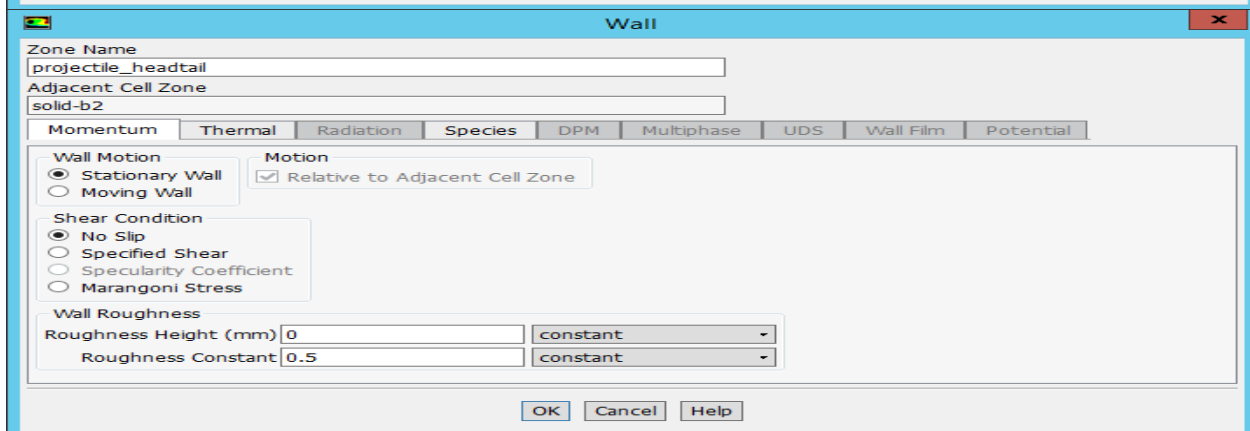 Wall
Zone Name
projectile_headtail
Adjacent Cell Zone
solid-b2
Momentum Thermal Radiation Species DPM Multiphase UDS Wall Film Potential
Wall Motion Motion
Stationary Wall Relative to Adjacent Cell Zone
Moving Wall
Shear Condition
No Slip
Specified Shear
Specularity Coefficient
Marangoni Stress
Wall Roughness
Roughness Height (mm) 0 constant
Roughness Constant 0.5 constant
OK Cancel Help